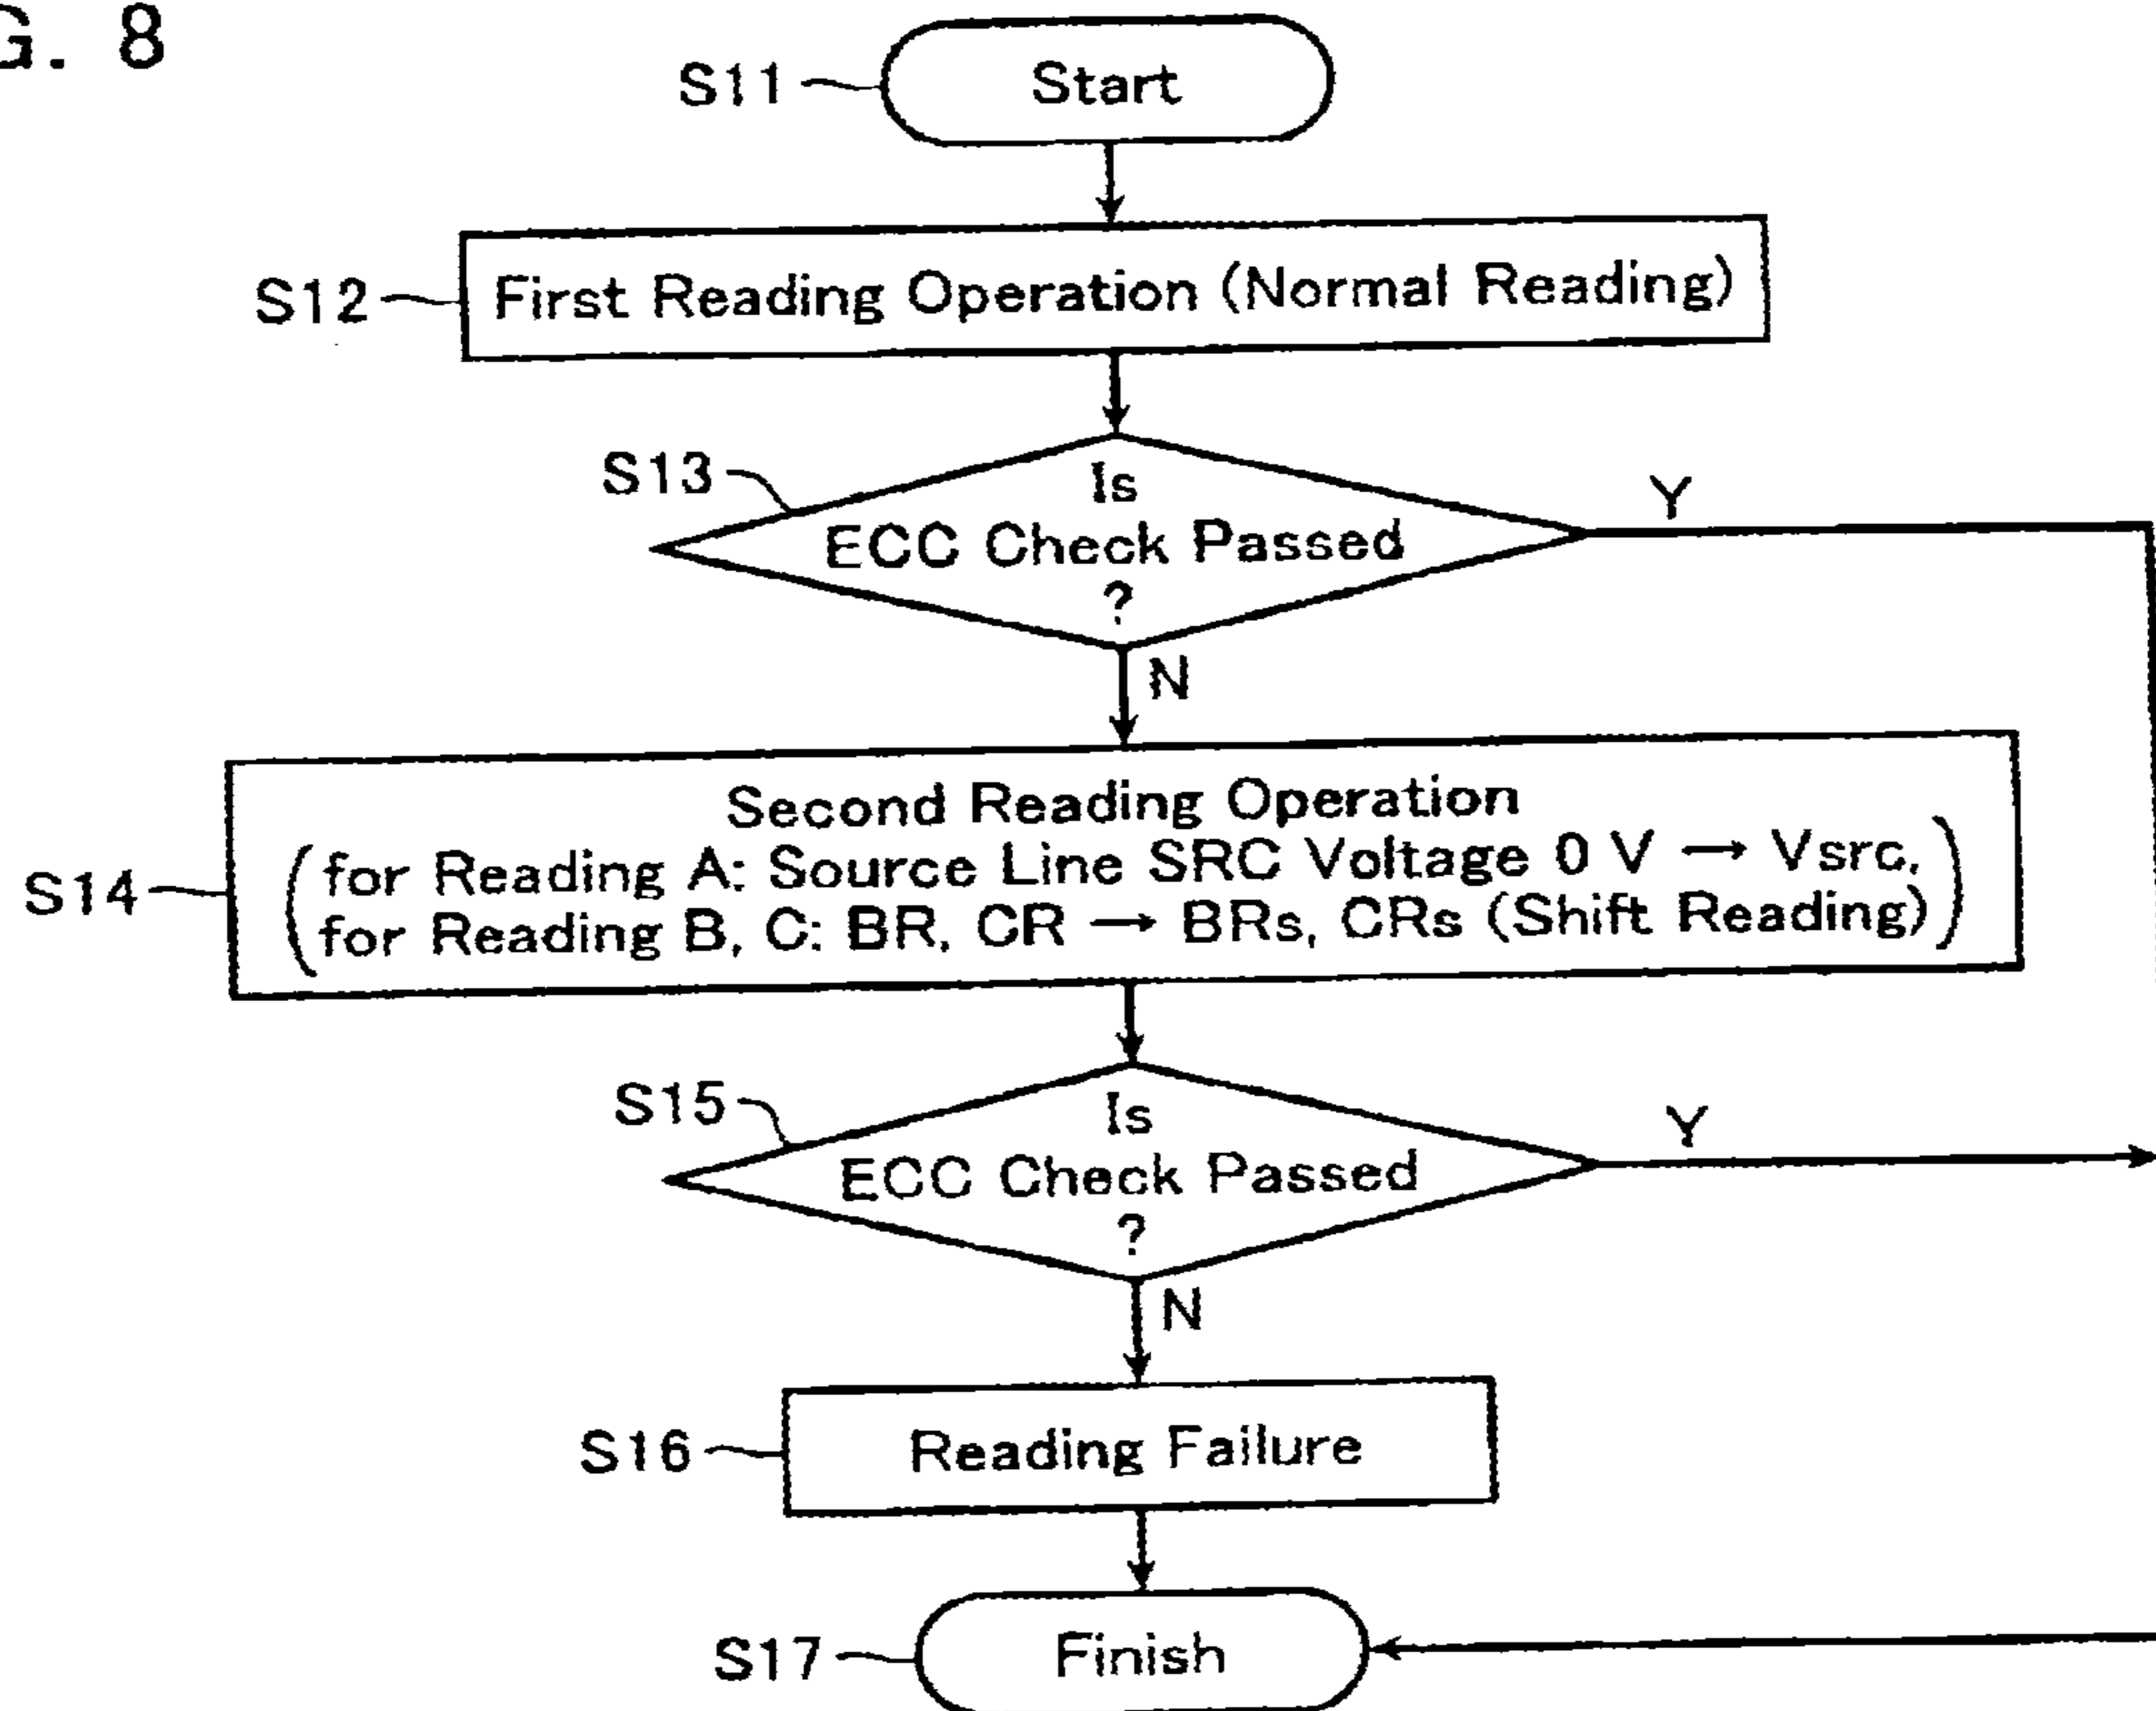 G. 8
S11
Start
S12
First Reading Operation (Normal Reading)
S13
Is
ECC Check Passed
?
Y
N
S14
Second Reading Operation
(for Reading A: Source Line SRC Voltage 0 V → Vsrc,
for Reading B, C: BR, CR → BRs, CRs (Shift Reading))
S15
Is
ECC Check Passed
?
Y
N
S16
Reading Failure
S17
Finish